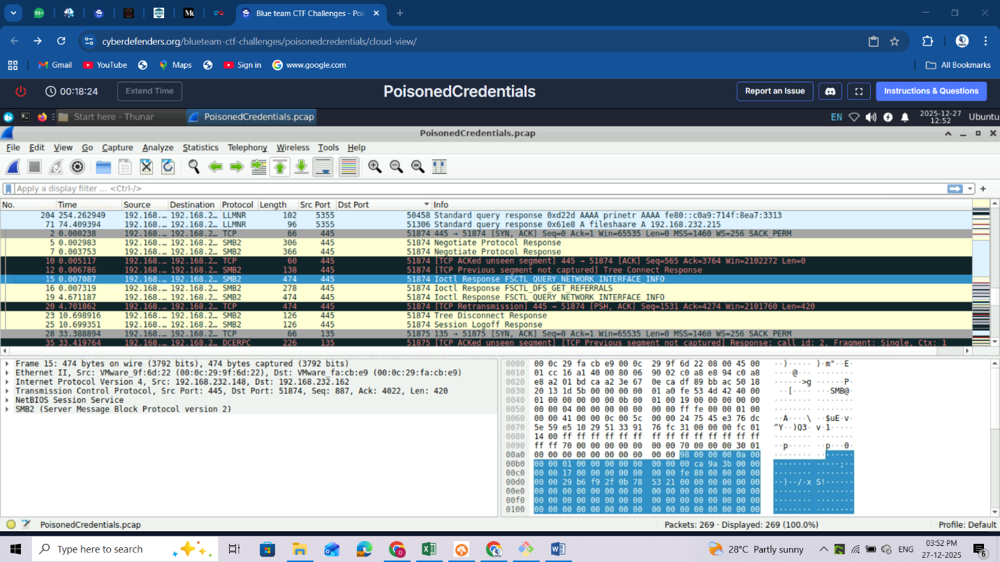 99+
Mc
Blue team CTF Challenges - Poi
cyberdefenders.org/blueteam-ctf-challenges/poisonedcredentials/cloud-view/
Gmail YouTube Maps Sign in www.google.com All Bookmarks
00:18:24 Extend Time PoisonedCredentials Report an Issue Instructions & Questions
Start here - Thunar PoisonedCredentials.pcap EN 2025-12-27 12:52 Ubuntu
PoisonedCredentials.pcap
File Edit View Go Capture Analyze Statistics Telephony Wireless Tools Help
Apply a display filter ... <Ctrl-/>
No. Time Source Destination Protocol Length Src Port Dst Port Info
204 254.262949 192.168.... 192.168.2… LLMNR 102 5355 50458 Standard query response 0xd22d AAAA prinetr AAAA fe80::c0a9:714f:8ea7:3313
71 74.409394 192.168.... 192.168.2… LLMNR 96 5355 51306 Standard query response 0x61e8 A fileshaare A 192.168.232.215
2 0.000238 192.168.... 192.168.2… TCP 66 445 51874 445 → 51874 [SYN, ACK] Seq=0 Ack=1 Win=65535 Len=0 MSS=1460 WS=256 SACK_PERM
5 0.002983 192.168.... 192.168.2… SMB2 306 445 51874 Negotiate Protocol Response
7 0.003753 192.168.... 192.168.2… SMB2 366 445 51874 Negotiate Protocol Response
10 0.005117 192.168.... 192.168.2… TCP 60 445 51874 [TCP ACKed unseen segment] 445 → 51874 [ACK] Seq=565 Ack=3764 Win=2102272 Len=0
12 0.006786 192.168.... 192.168.2… SMB2 138 445 51874 [TCP Previous segment not captured] Tree Connect Response
15 0.007087 192.168.... 192.168.2… SMB2 474 445 51874 Ioctl Response FSCTL_QUERY_NETWORK_INTERFACE_INFO
16 0.007319 192.168.... 192.168.2… SMB2 278 445 51874 Ioctl Response FSCTL_DFS_GET_REFERRALS
19 4.671187 192.168.... 192.168.2… SMB2 474 445 51874 Ioctl Response FSCTL_QUERY_NETWORK_INTERFACE_INFO
20 4.701862 192.168.... 192.168.2… TCP 474 445 51874 [TCP Retransmission] 445 → 51874 [PSH, ACK] Seq=1531 Ack=4274 Win=2101760 Len=420
23 10.698916 192.168.... 192.168.2… SMB2 126 445 51874 Tree Disconnect Response
25 10.699351 192.168.... 192.168.2… SMB2 126 445 51874 Session Logoff Response
28 33.388894 192.168.... 192.168.2… TCP 66 135 51875 135 → 51875 [SYN, ACK] Seq=0 Ack=1 Win=65535 Len=0 MSS=1460 WS=256 SACK_PERM
35 33.419764 192.168.... 192.168.2… DCERPC 226 135 51875 [TCP ACKed unseen segment] [TCP Previous segment not captured] Response: call id: 2, Fragment: Single, Ctx: 1
Frame 15: 474 bytes on wire (3792 bits), 474 bytes captured (3792 bits)
Ethernet II, Src: VMware_9f:6d:22 (00:0c:29:9f:6d:22), Dst: VMware_fa:cb:e9 (00:0c:29:fa:cb:e9)
Internet Protocol Version 4, Src: 192.168.232.148, Dst: 192.168.232.162
Transmission Control Protocol, Src Port: 445, Dst Port: 51874, Seq: 887, Ack: 4022, Len: 420
NetBIOS Session Service
SMB2 (Server Message Block Protocol version 2)
0000 00 0c 29 fa cb e9 00 0c 29 9f 6d 22 08 00 45 00 ··)····· )·m"··E·
0010 01 cc 16 a1 40 00 80 06 90 02 c0 a8 e8 94 c0 a8 ····@··· ········
0020 e8 a2 01 bd ca a2 3e 67 0e ca df 89 bb ac 50 18 ······>g ······P·
0030 20 13 1d 5b 00 00 00 00 01 a0 fe 53 4d 42 40 00 ··[···· ···SMB@·
0040 01 00 00 00 00 00 0b 00 01 00 19 00 00 00 00 00 ········ ········
0050 00 00 04 00 00 00 00 00 00 00 ff fe 00 00 01 00 ········ ········
0060 00 00 41 00 00 0c 00 5c 00 00 24 75 45 e3 76 dc ··A····\ ··$uE·v·
0070 5e 59 e5 10 29 51 33 91 76 fc 31 00 00 00 fc 01 ^Y··)Q3· v·1·····
0080 14 00 ff ff ff ff ff ff ff ff ff ff ff ff ff ff ········ ········
0090 ff ff 70 00 00 00 00 00 00 00 70 00 00 00 30 01 ··p····· ··p···0·
00a0 00 00 00 00 00 00 00 00 00 00 98 00 00 00 0a 00 ········ ········
00b0 00 00 01 00 00 00 00 00 00 00 00 ca 9a 3b 00 00 ········ ·····;··
00c0 00 00 17 00 00 00 00 00 00 00 fe 80 00 00 00 00 ········ ········
00d0 00 00 29 b6 f9 2f 0b 78 53 21 00 00 00 00 00 00 ··)··/·x S!······
00e0 00 00 00 00 00 00 00 00 00 00 00 00 00 00 00 00 ········ ········
00f0 00 00 00 00 00 00 00 00 00 00 00 00 00 00 00 00 ········ ········
0100 00 00 00 00 00 00 00 00 00 00 00 00 00 00 00 00 ········ ········
PoisonedCredentials.pcap Packets: 269 · Displayed: 269 (100.0%) Profile: Default
Type here to search 28°C Partly sunny ENG 03:52 PM 27-12-2025 6